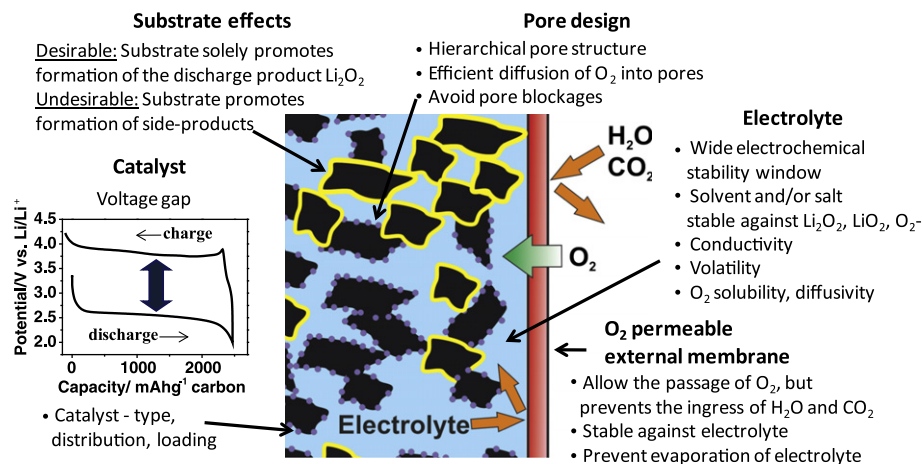 Substrate effects
Desirable: Substrate solely promotes
formation of the discharge product Li₂O₂
Undesirable: Substrate promotes
formation of side-products
Pore design
• Hierarchical pore structure
• Efficient diffusion of O₂ into pores
• Avoid pore blockages
Electrolyte
• Wide electrochemical
stability window
• Solvent and/or salt
stable against Li₂O₂, LiO₂, O₂-
• Conductivity
• Volatility
• O₂ solubility, diffusivity
H₂O
CO₂
O₂
Catalyst
Voltage gap
Potential/V vs. Li/Li⁺
4.5
4.0
3.5
3.0
2.5
2.0
← charge
discharge →
0
1000
2000
Capacity/ mAhg⁻¹ carbon
• Catalyst - type,
distribution, loading
Electrolyte
O₂ permeable
external membrane
• Allow the passage of O₂, but
prevents the ingress of H₂O and CO₂
• Stable against electrolyte
• Prevent evaporation of electrolyte